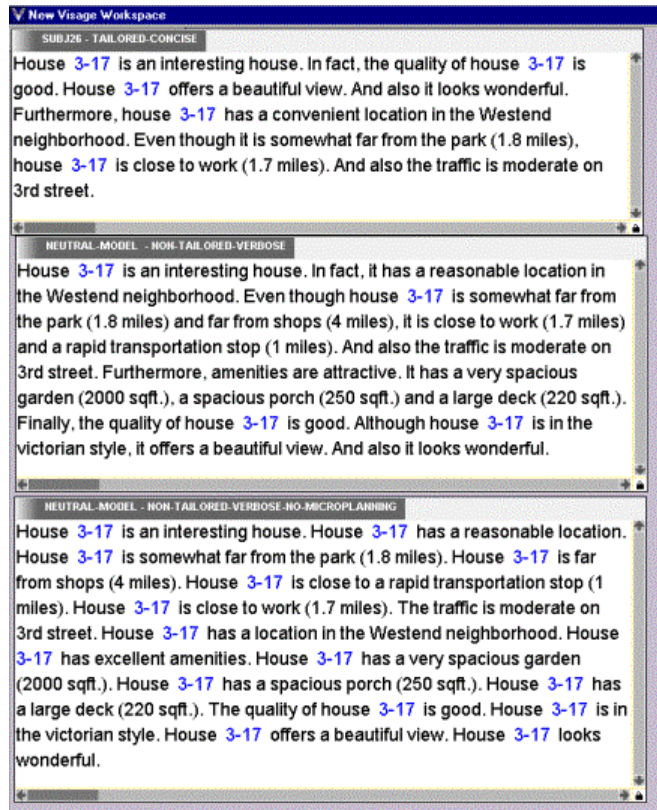 New Visage Workspace
SUBJ26 - TAILORED-CONCISE
House 3-17 is an interesting house. In fact, the quality of house 3-17 is
good. House 3-17 offers a beautiful view. And also it looks wonderful.
Furthermore, house 3-17 has a convenient location in the Westend
neighborhood. Even though it is somewhat far from the park (1.8 miles),
house 3-17 is close to work (1.7 miles). And also the traffic is moderate on
3rd street.
NEUTRAL-MODEL - NON-TAILORED-VERBOSE
House 3-17 is an interesting house. In fact, it has a reasonable location in
the Westend neighborhood. Even though house 3-17 is somewhat far from
the park (1.8 miles) and far from shops (4 miles), it is close to work (1.7 miles)
and a rapid transportation stop (1 miles). And also the traffic is moderate on
3rd street. Furthermore, amenities are attractive. It has a very spacious
garden (2000 sqft.), a spacious porch (250 sqft.) and a large deck (220 sqft.).
Finally, the quality of house 3-17 is good. Although house 3-17 is in the
victorian style, it offers a beautiful view. And also it looks wonderful.
NEUTRAL-MODEL - NON-TAILORED-VERBOSE-NO-MICROPLANNING
House 3-17 is an interesting house. House 3-17 has a reasonable location.
House 3-17 is somewhat far from the park (1.8 miles). House 3-17 is far
from shops (4 miles). House 3-17 is close to a rapid transportation stop (1
miles). House 3-17 is close to work (1.7 miles). The traffic is moderate on
3rd street. House 3-17 has a location in the Westend neighborhood. House
3-17 has excellent amenities. House 3-17 has a very spacious garden
(2000 sqft.). House 3-17 has a spacious porch (250 sqft.). House 3-17 has
a large deck (220 sqft.). The quality of house 3-17 is good. House 3-17 is in
the victorian style. House 3-17 offers a beautiful view. House 3-17 looks
wonderful.